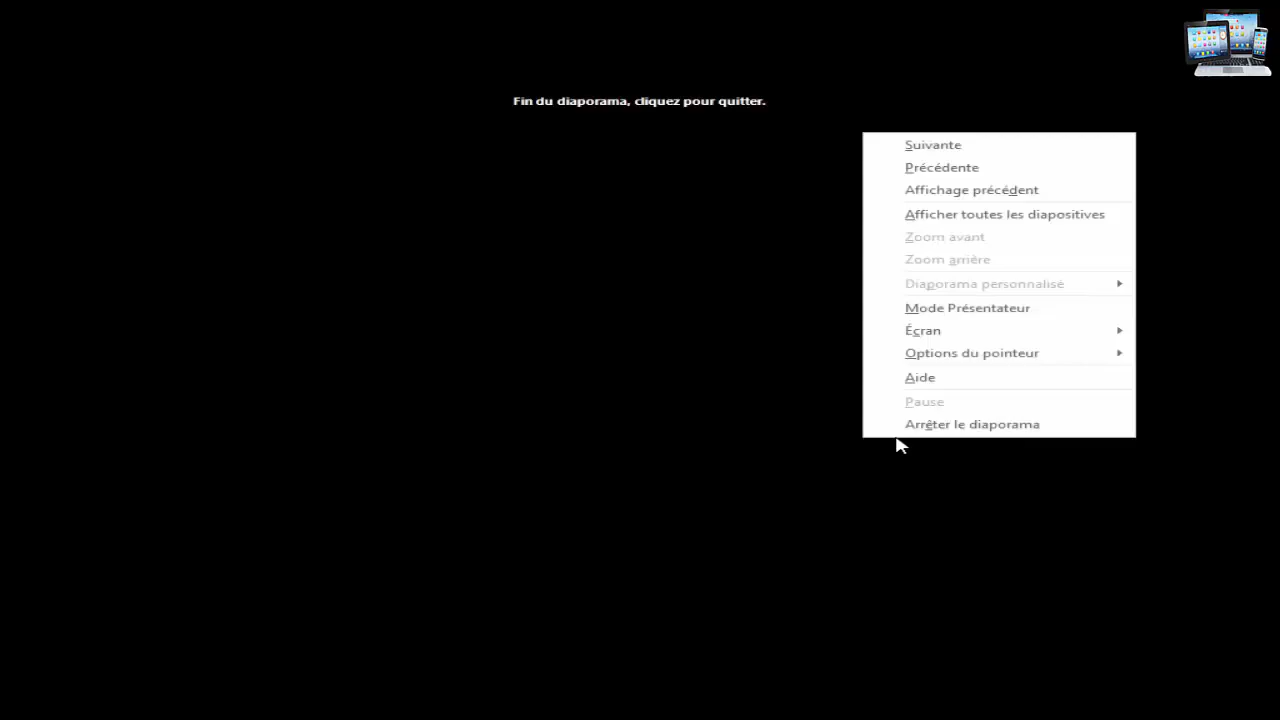 Fin du diaporama, cliquez pour quitter.
Suivante
Précédente
Affichage précédent
Afficher toutes les diapositives
Zoom avant
Zoom arrière
Diaporama personnalisé
Mode Présentateur
Écran
Options du pointeur
Aide
Pause
Arrêter le diaporama